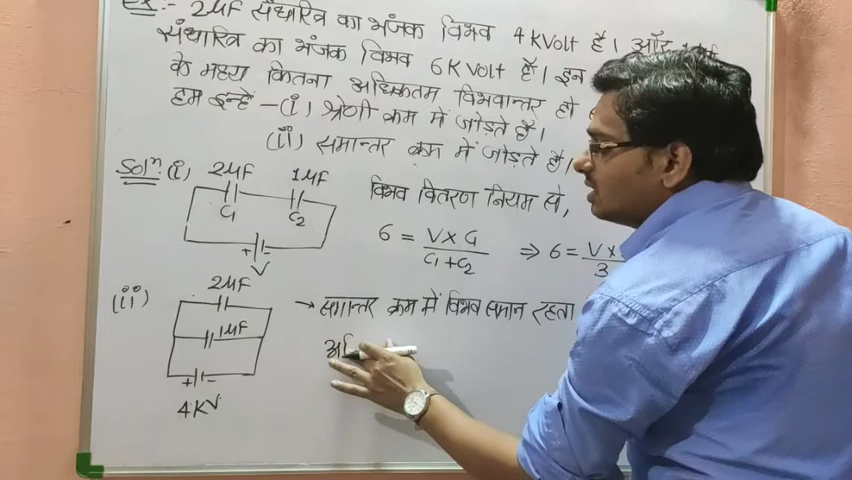 Ex:- 2μF संधारित्र का भंजक विभव 4 KVolt है। और
संधारित्र का भंजक विभव 6K Volt है। इन
के मध्य कितना अधिकतम विभवान्तर हो
हम इन्हें - (i) श्रेणी क्रम में जोड़ते हैं।
(ii) समान्तर क्रम में जोड़ते हैं।
Solⁿ (i) 2μF 1μF
C₁ C₂
+ - V
विभव वितरण नियम से,
6 = V × C₁ / C₁ + C₂ ⇒ 6 = V × / 3
(ii) 2μF
1μF
+ -
4KV
→ समान्तर क्रम में विभव समान रहता